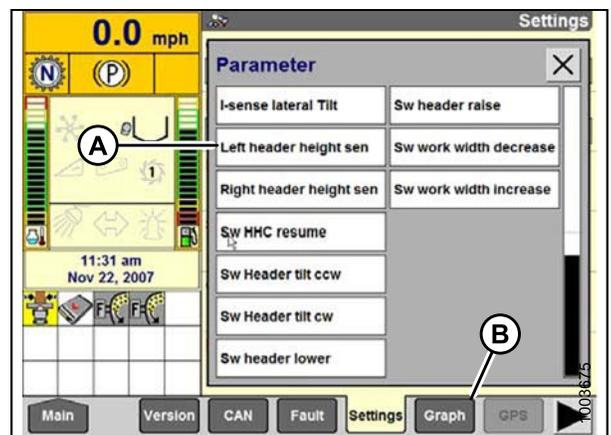 0.0 mph
Settings
N
(P)
Parameter
X
I-sense lateral Tilt
Sw header raise
A
Left header height sen
Sw work width decrease
1
Right header height sen
Sw work width increase
Sw HHC resume
11:31 am
Nov 22, 2007
Sw Header tilt ccw
F
F
Sw Header tilt cw
B
Sw header lower
1003675
Main
Version
CAN
Fault
Settings
Graph
GPS